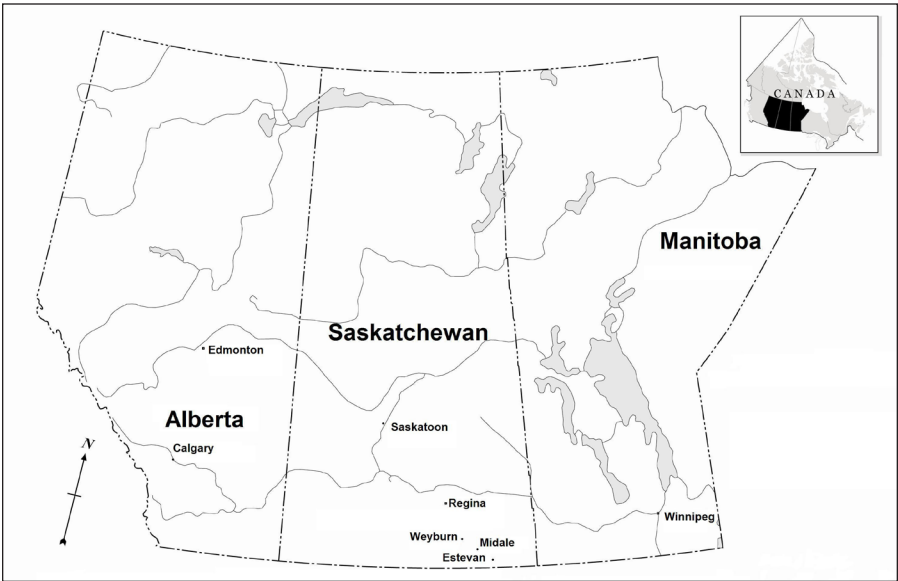 CANADA
Manitoba
Saskatchewan
Edmonton
Alberta
Saskatoon
Calgary
N
Regina
Winnipeg
Weyburn
Midale
Estevan